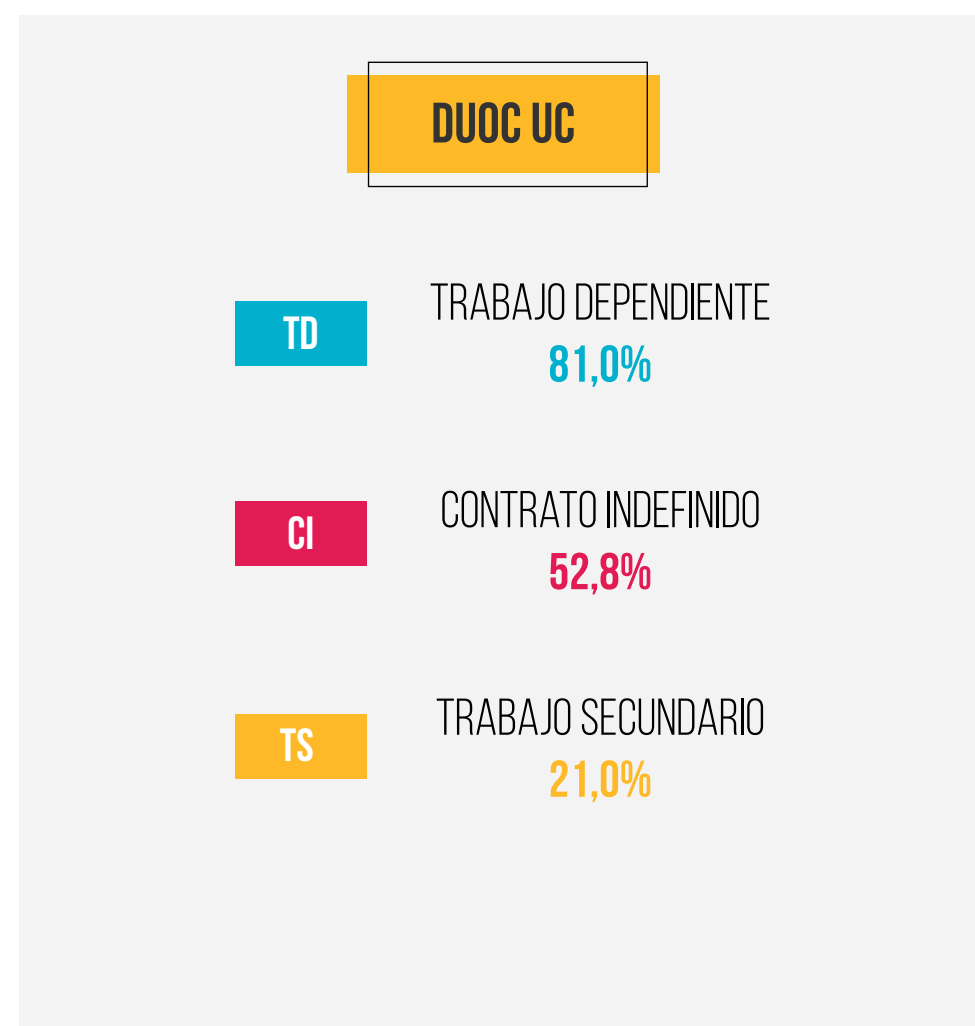 DUOC UC
TD
TRABAJO DEPENDIENTE
81,0%
CI
CONTRATO INDEFINIDO
52,8%
TS
TRABAJO SECUNDARIO
21,0%